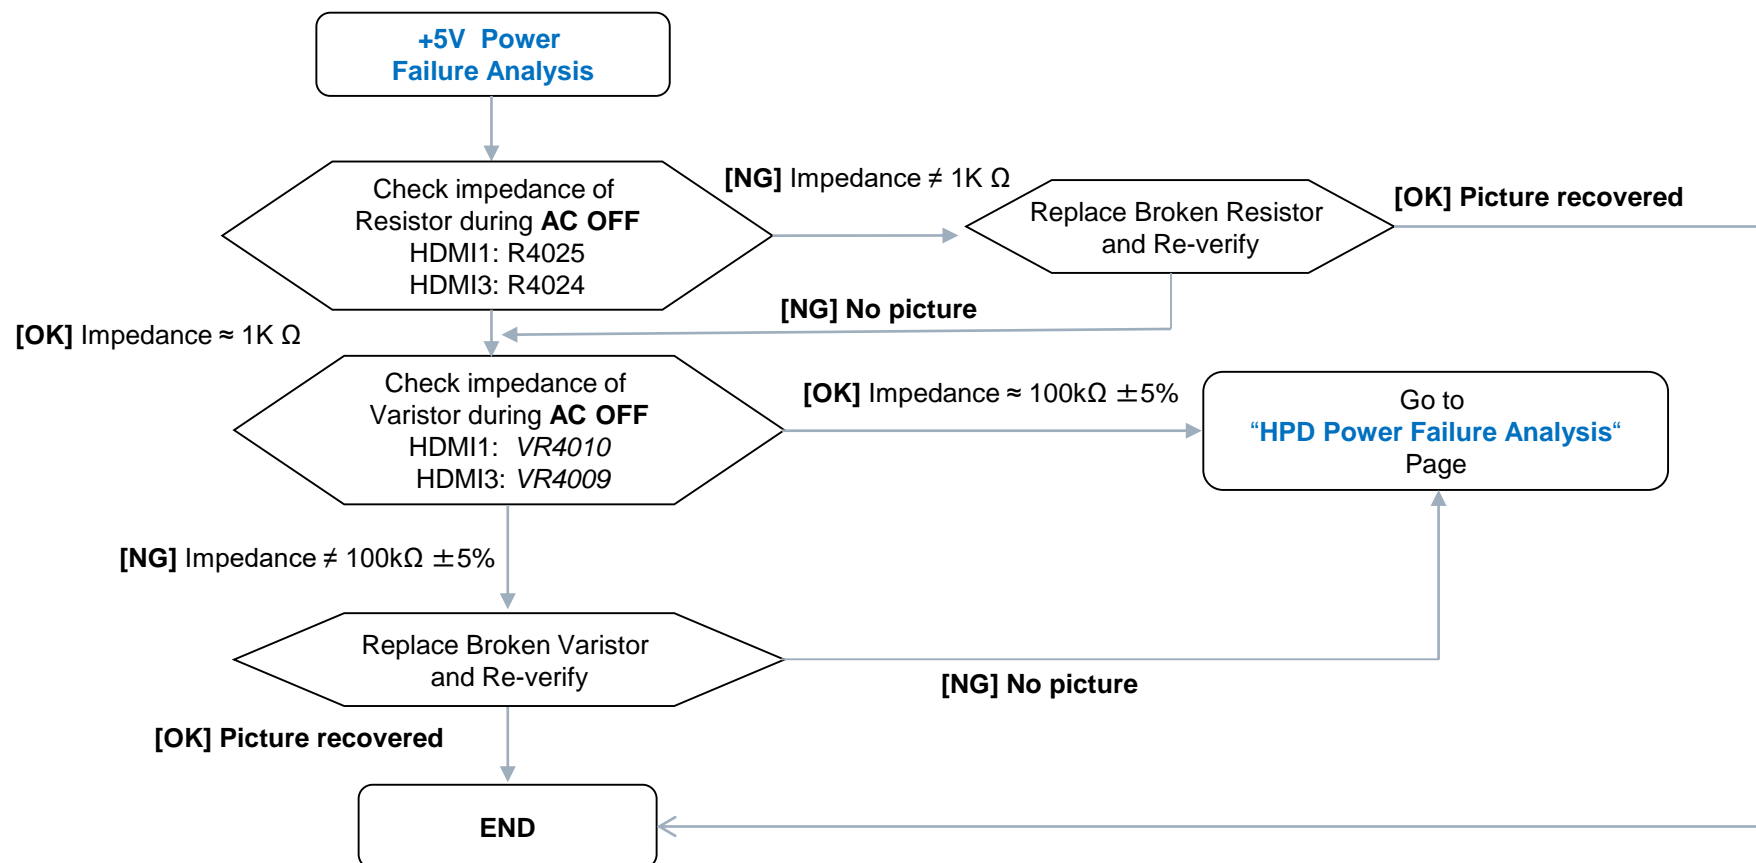 +5V Power
Failure Analysis
Check impedance of
Resistor during AC OFF
HDMI1: R4025
HDMI3: R4024
[NG] Impedance ≠ 1K Ω
Replace Broken Resistor
and Re-verify
[OK] Picture recovered
[NG] No picture
[OK] Impedance ≈ 1K Ω
Check impedance of
Varistor during AC OFF
HDMI1: VR4010
HDMI3: VR4009
[OK] Impedance ≈ 100kΩ ±5%
Go to
“HPD Power Failure Analysis“
Page
[NG] Impedance ≠ 100kΩ ±5%
Replace Broken Varistor
and Re-verify
[NG] No picture
[OK] Picture recovered
END